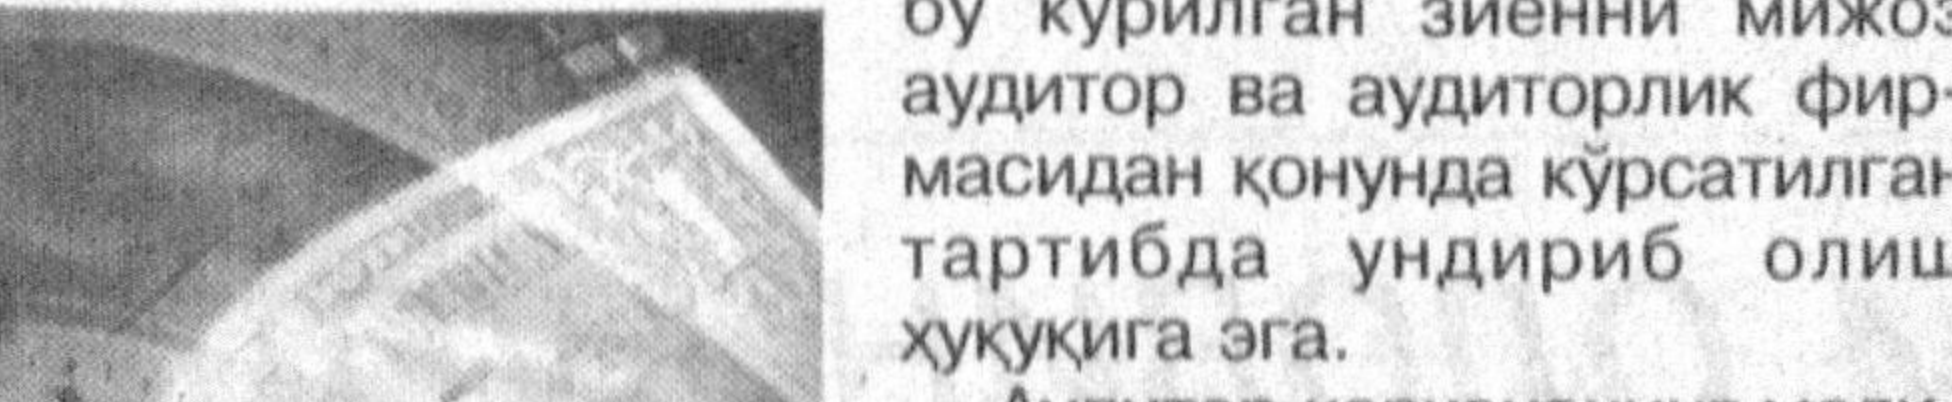 бу кўрилган зиённи мижоз
аудитор ва аудиторлик фир-
масидан қонунда кўрсатилган
тартибда ундириб олиш
ҳуқуқига эга.